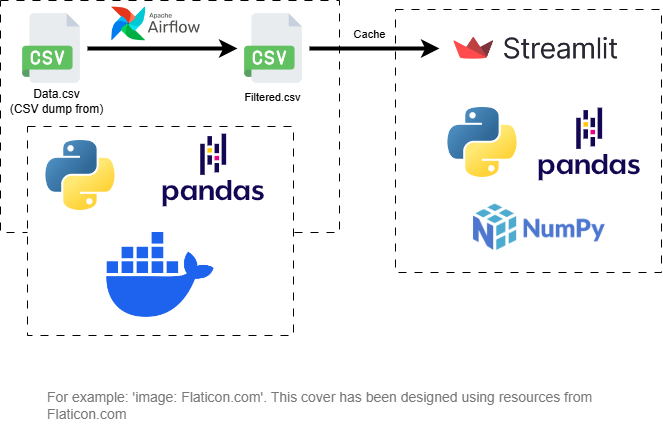 Apache
Airflow
CSV
CSV
Cache
Streamlit
Data.csv
(CSV dump from)
Filtered.csv
pandas
pandas
NumPy
For example: 'image: Flaticon.com'. This cover has been designed using resources from
Flaticon.com